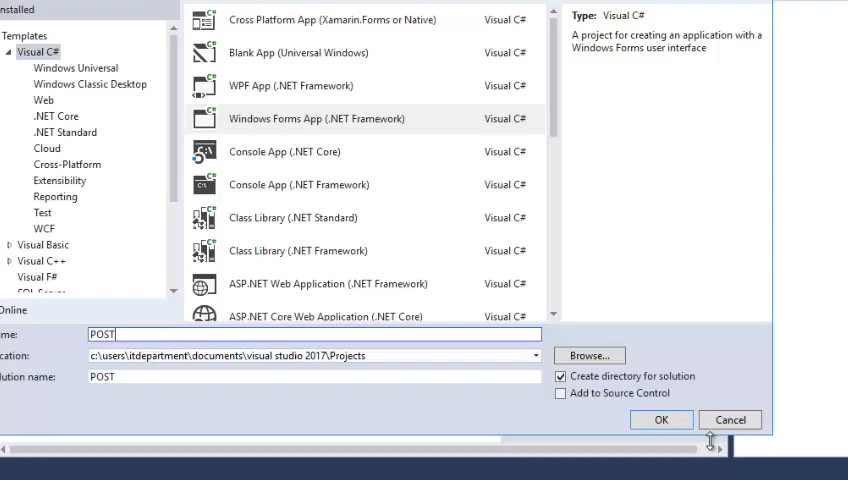 nstalled
Templates
Visual C#
Windows Universal
Windows Classic Desktop
Web
.NET Core
.NET Standard
Cloud
Cross-Platform
Extensibility
Reporting
Test
WCF
Visual Basic
Visual C++
Visual F#
SQL Server
Online
Cross Platform App (Xamarin.Forms or Native) Visual C#
Blank App (Universal Windows) Visual C#
WPF App (.NET Framework) Visual C#
Windows Forms App (.NET Framework) Visual C#
Console App (.NET Core) Visual C#
Console App (.NET Framework) Visual C#
Class Library (.NET Standard) Visual C#
Class Library (.NET Framework) Visual C#
ASP.NET Web Application (.NET Framework) Visual C#
ASP.NET Core Web Application (.NET Core) Visual C#
Type: Visual C#
A project for creating an application with a
Windows Forms user interface
me: POST
cation: c:\users\itdepartment\documents\visual studio 2017\Projects Browse...
lution name: POST
Create directory for solution
Add to Source Control
OK Cancel